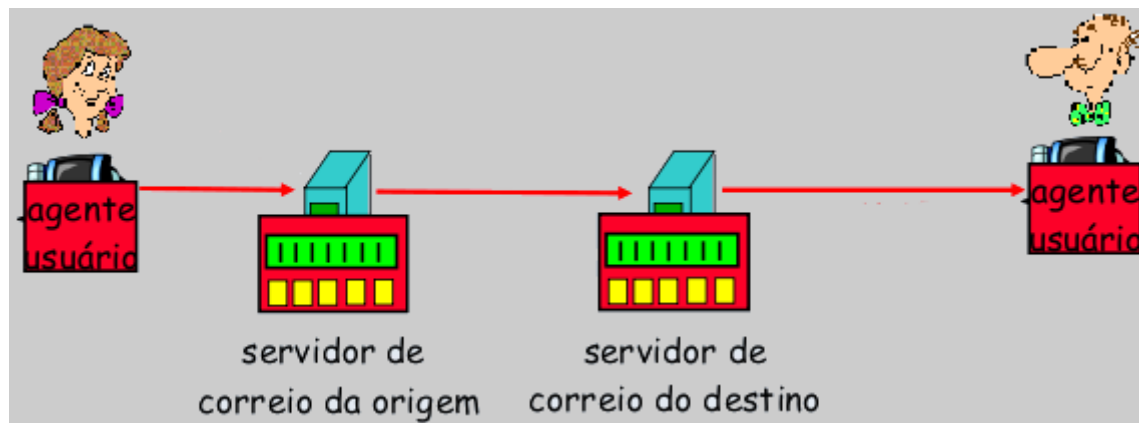 agente
usuário
servidor de
correio da origem
servidor de
correio do destino
agente
usuário